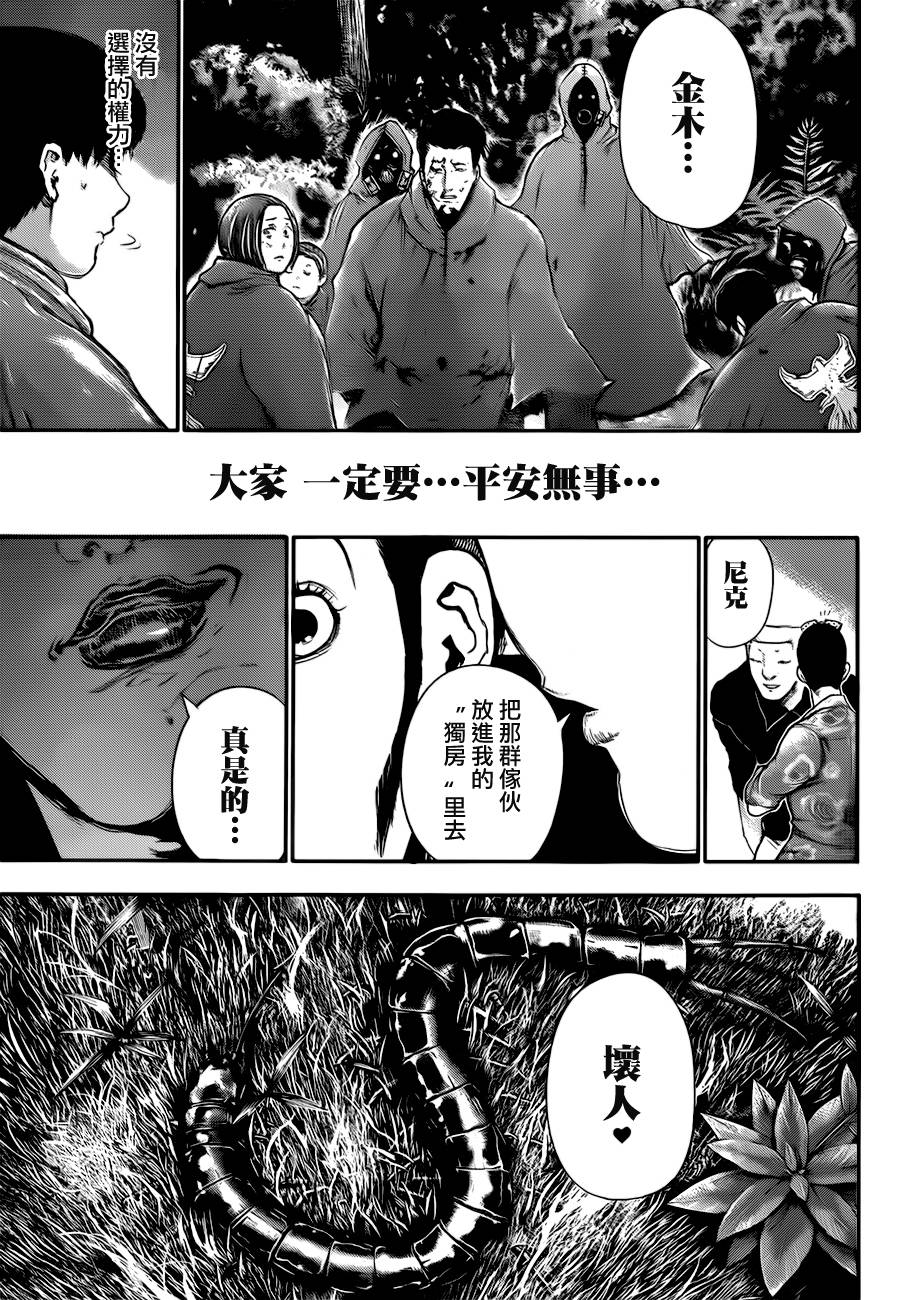 金木…
沒有
選擇的權力…
大家 一定要…平安無事…
尼克
把那群傢伙
放進我的
”獨房“里去
真是的…
壞人♥